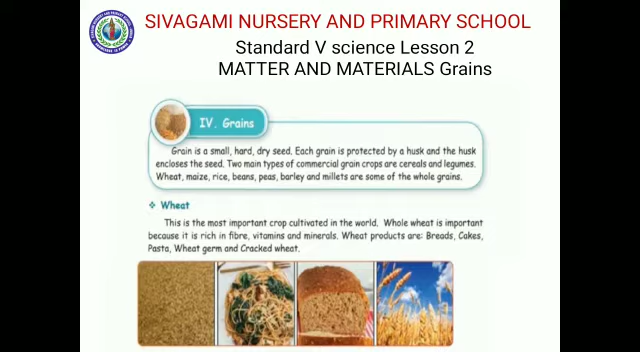 SIVAGAMI NURSERY AND PRIMARY SCHOOL
Standard V science Lesson 2
MATTER AND MATERIALS Grains
IV. Grains
Grain is a small, hard, dry seed. Each grain is protected by a husk and the husk
encloses the seed. Two main types of commercial grain crops are cereals and legumes.
Wheat, maize, rice, beans, peas, barley and millets are some of the whole grains.
❖ Wheat
This is the most important crop cultivated in the world. Whole wheat is important
because it is rich in fibre, vitamins and minerals. Wheat products are: Breads, Cakes,
Pasta, Wheat germ and Cracked wheat.